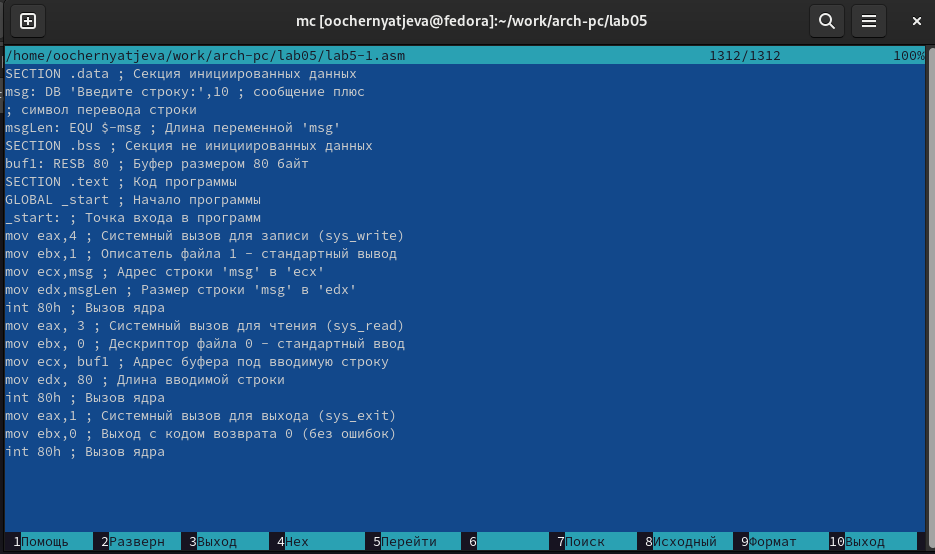 mc [oochernyatjeva@fedora]:~/work/arch-pc/lab05
/home/oochernyatjeva/work/arch-pc/lab05/lab5-1.asm 1312/1312 100%
SECTION .data ; Секция инициированных данных
msg: DB 'Введите строку:',10 ; сообщение плюс
; символ перевода строки
msgLen: EQU $-msg ; Длина переменной 'msg'
SECTION .bss ; Секция не инициированных данных
buf1: RESB 80 ; Буфер размером 80 байт
SECTION .text ; Код программы
GLOBAL _start ; Начало программы
_start: ; Точка входа в программ
mov eax,4 ; Системный вызов для записи (sys_write)
mov ebx,1 ; Описатель файла 1 - стандартный вывод
mov ecx,msg ; Адрес строки 'msg' в 'ecx'
mov edx,msgLen ; Размер строки 'msg' в 'edx'
int 80h ; Вызов ядра
mov eax, 3 ; Системный вызов для чтения (sys_read)
mov ebx, 0 ; Дескриптор файла 0 - стандартный ввод
mov ecx, buf1 ; Адрес буфера под вводимую строку
mov edx, 80 ; Длина вводимой строки
int 80h ; Вызов ядра
mov eax,1 ; Системный вызов для выхода (sys_exit)
mov ebx,0 ; Выход с кодом возврата 0 (без ошибок)
int 80h ; Вызов ядра
1Помощь 2Разверн 3Выход 4Hex 5Перейти 6 7Поиск 8Исходный 9Формат 10Выход